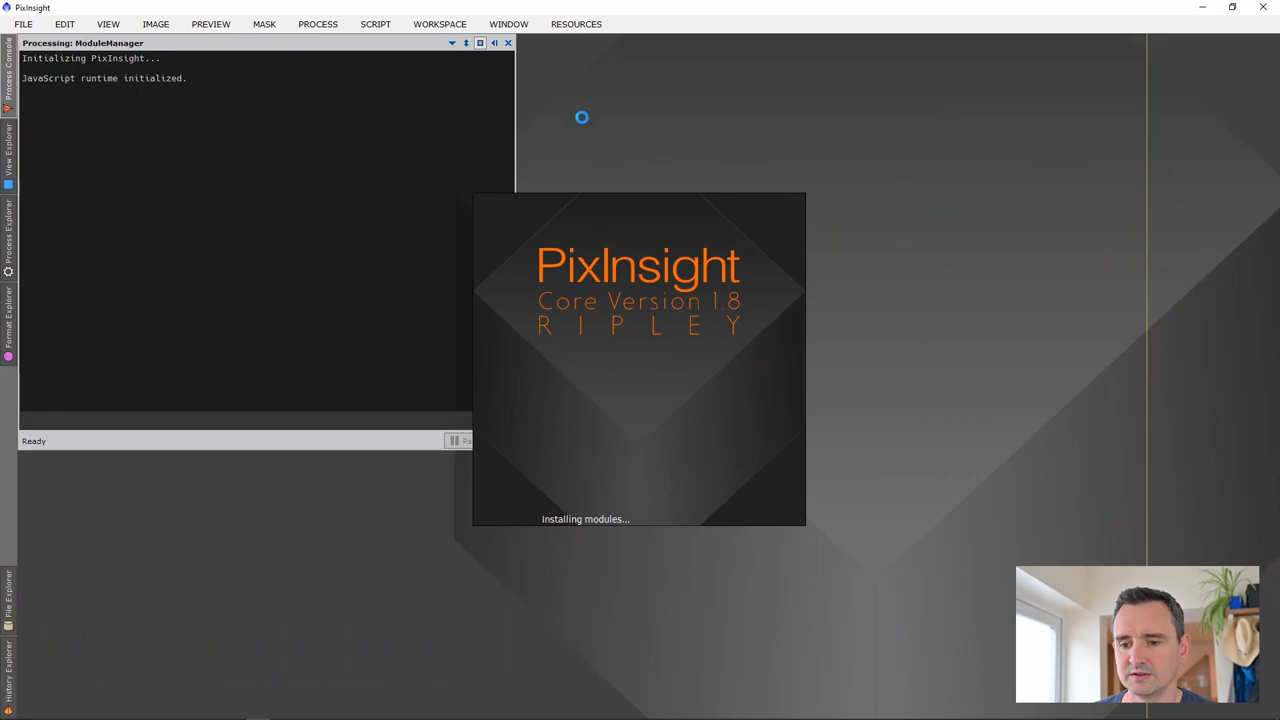 PixInsight
FILE EDIT VIEW IMAGE PREVIEW MASK PROCESS SCRIPT WORKSPACE WINDOW RESOURCES
Processing: ModuleManager
Initializing PixInsight...
JavaScript runtime initialized.
Process Console
View Explorer
Process Explorer
Format Explorer
File Explorer
History Explorer
PixInsight
Core Version 1.8
RIPLEY
Installing modules...
Ready